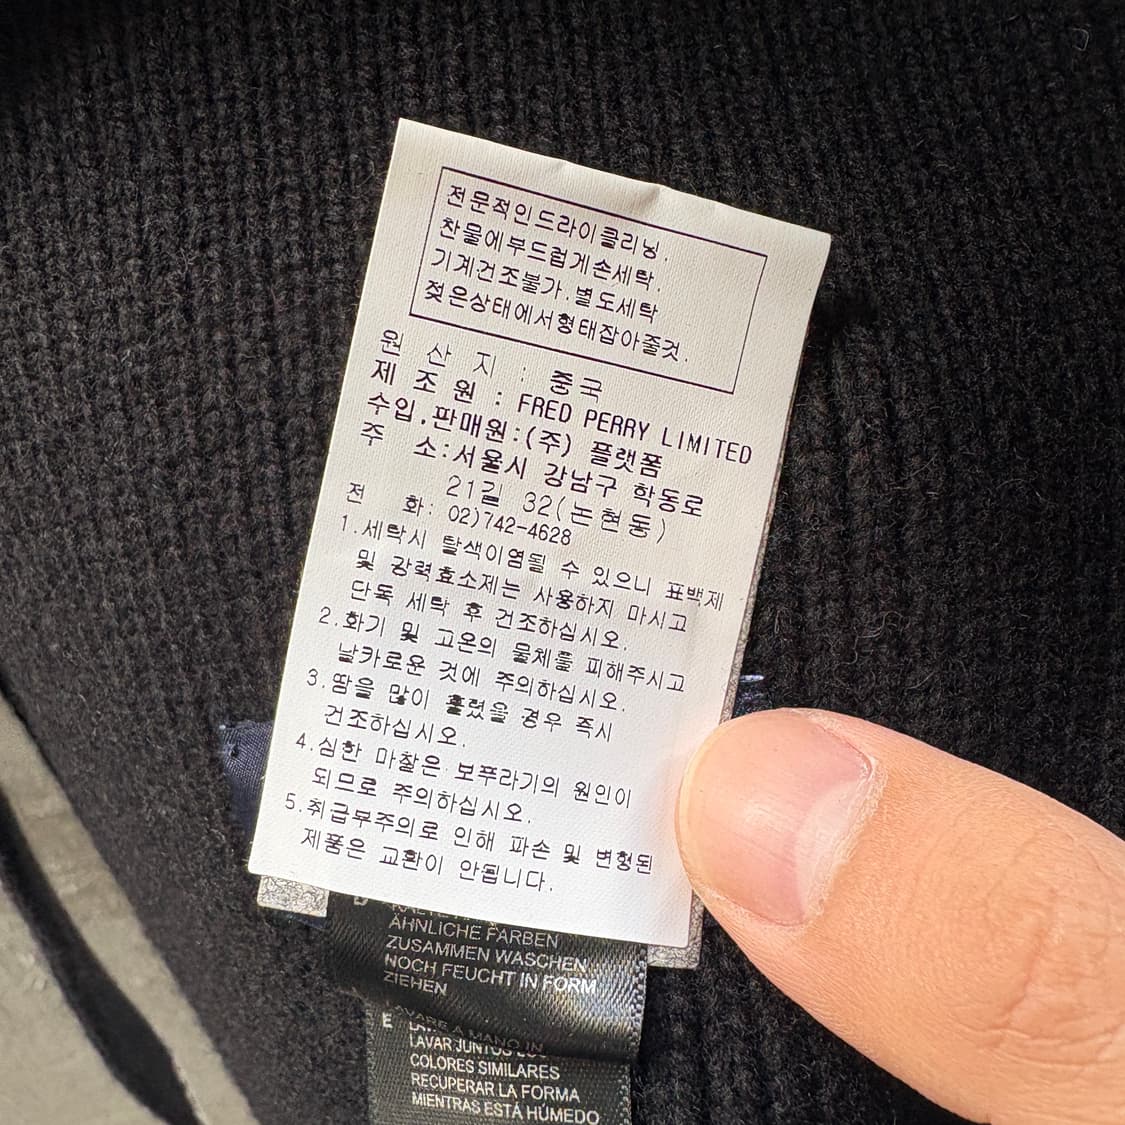 전문적인드라이클리닝.
찬물에부드럽게손세탁.
기계건조불가.별도세탁
젖은상태에서형태잡아줄것.
원 산 지 : 중국
제 조 원 : FRED PERRY LIMITED
수입.판매원:(주) 플랫폼
주 소:서울시 강남구 학동로
21길 32(논현동)
전 화: 02)742-4628
1.세탁시 탈색이염될 수 있으니 표백제
및 강력효소제는 사용하지 마시고
단독 세탁 후 건조하십시오.
2.화기 및 고온의 물체를 피해주시고
날카로운 것에 주의하십시오.
3.땀을 많이 흘렸을 경우 즉시
건조하십시오.
4.심한 마찰은 보푸라기의 원인이
되므로 주의하십시오.
5.취급부주의로 인해 파손 및 변형된
제품은 교환이 안됩니다.
ÄHNLICHE FARBEN
ZUSAMMEN WASCHEN
NOCH FEUCHT IN FORM
ZIEHEN
E
LAVAR JUNTOS
COLORES SIMILARES
RECUPERAR LA FORMA
MIENTRAS ESTÁ HÚMEDO